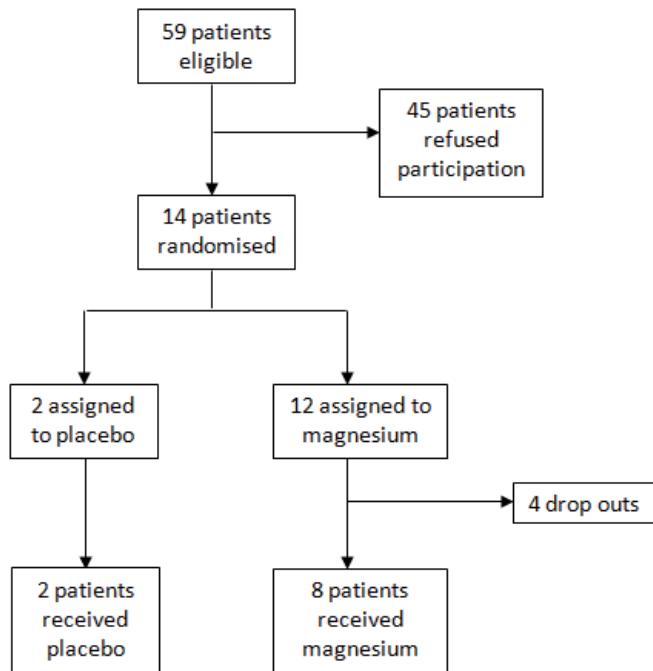 59 patients
eligible
45 patients
refused
participation
14 patients
randomised
2 assigned
to placebo
12 assigned to
magnesium
4 drop outs
2 patients
received
placebo
8 patients
received
magnesium